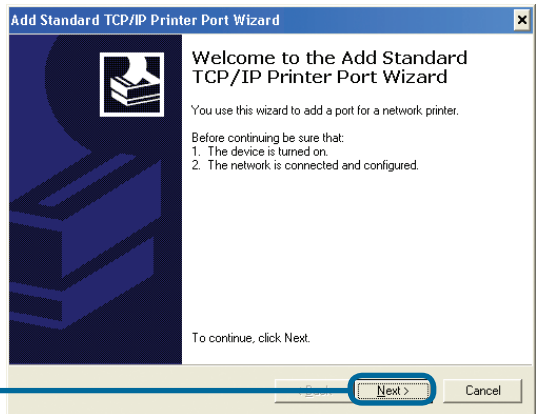 Add Standard TCP/IP Printer Port Wizard
Welcome to the Add Standard
TCP/IP Printer Port Wizard
You use this wizard to add a port for a network printer.
Before continuing be sure that:
1. The device is turned on.
2. The network is connected and configured.
To continue, click Next.
Next >
Cancel